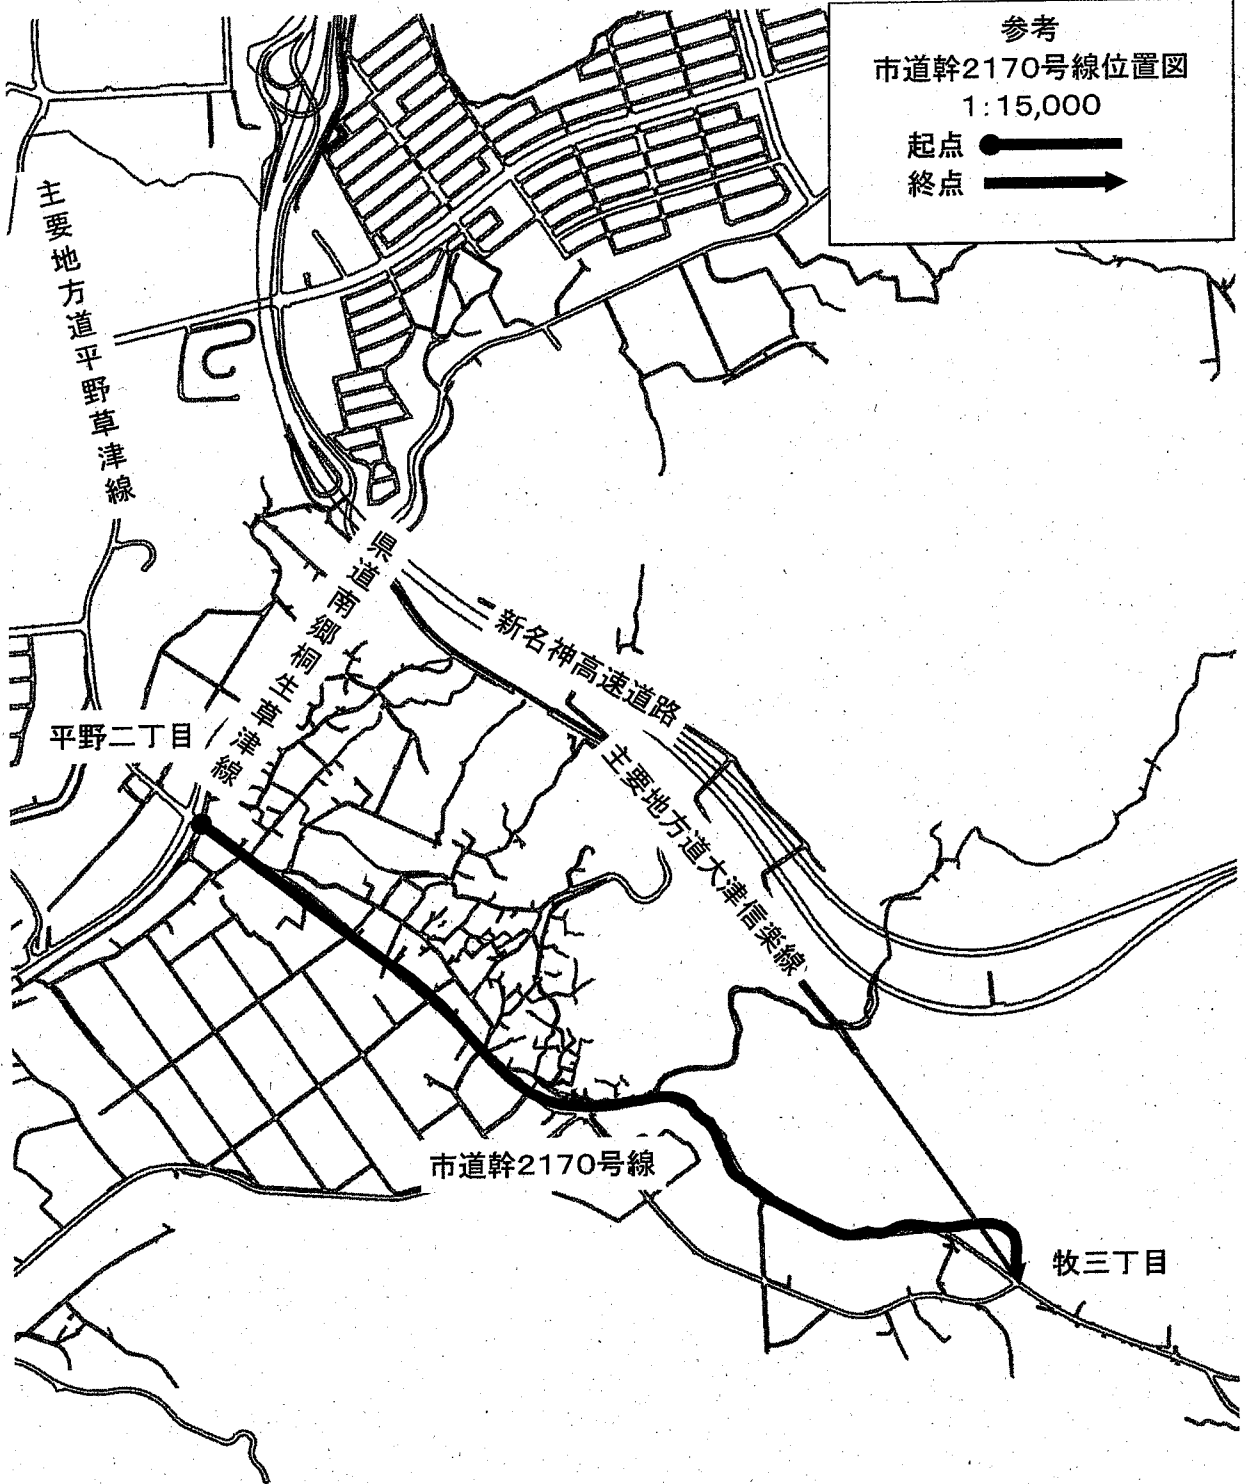 参考
市道幹2170号線位置図
1:15,000
起点
終点
主要地方道平野草津線
県道南郷桐生草津線
新名神高速道路
平野二丁目
主要地方道大津信楽線
市道幹2170号線
牧三丁目